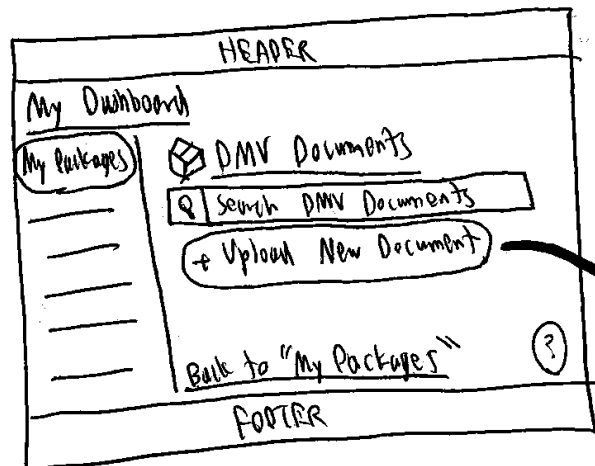 HEADER
My Dashboard
My Packages
DMV Documents
Search DMV Documents
+ Upload New Document
Back to "My Packages"
?
FOOTER